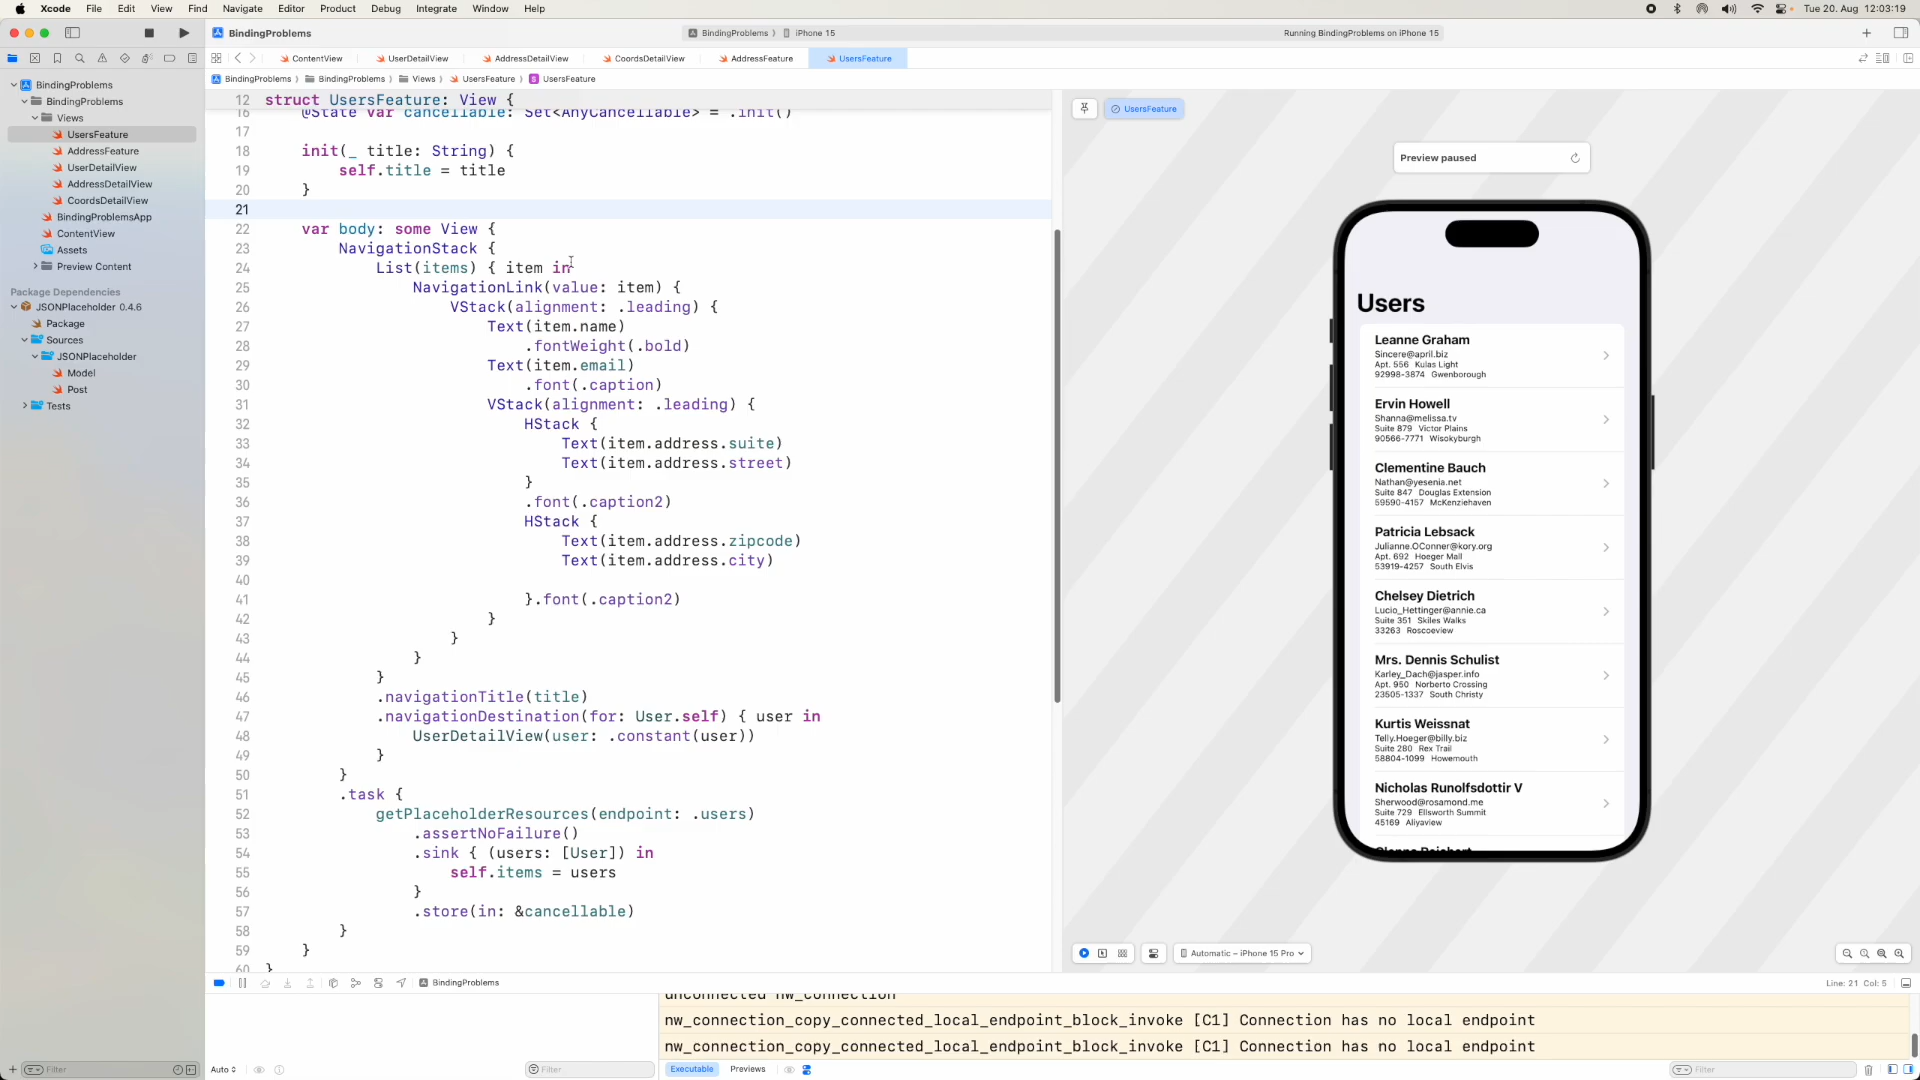 Xcode File Edit View Find Navigate Editor Product Debug Integrate Window Help Tue 20. Aug 12:03:19
BindingProblems BindingProblems iPhone 15 Running BindingProblems on iPhone 15
ContentView UserDetailView AddressDetailView CoordsDetailView AddressFeature UsersFeature
BindingProblems BindingProblems Views UsersFeature UsersFeature
BindingProblems
BindingProblems
Views
UsersFeature
AddressFeature
UserDetailView
AddressDetailView
CoordsDetailView
BindingProblemsApp
ContentView
Assets
Preview Content
Package Dependencies
JSONPlaceholder 0.4.6
Package
Sources
JSONPlaceholder
Model
Post
Tests
Filter
12 struct UsersFeature: View {
16 @State var cancellable: Set<AnyCancellable> = .init()
17
18 init(_ title: String) {
19 self.title = title
20 }
21
22 var body: some View {
23 NavigationStack {
24 List(items) { item in
25 NavigationLink(value: item) {
26 VStack(alignment: .leading) {
27 Text(item.name)
28 .fontWeight(.bold)
29 Text(item.email)
30 .font(.caption)
31 VStack(alignment: .leading) {
32 HStack {
33 Text(item.address.suite)
34 Text(item.address.street)
35 }
36 .font(.caption2)
37 HStack {
38 Text(item.address.zipcode)
39 Text(item.address.city)
40
41 }.font(.caption2)
42 }
43 }
44 }
45 }
46 .navigationTitle(title)
47 .navigationDestination(for: User.self) { user in
48 UserDetailView(user: .constant(user))
49 }
50 }
51 .task {
52 getPlaceholderResources(endpoint: .users)
53 .assertNoFailure()
54 .sink { (users: [User]) in
55 self.items = users
56 }
57 .store(in: &cancellable)
58 }
59 }
60 }
UsersFeature
Preview paused
Users
Leanne Graham
Sincere@april.biz
Apt. 556 Kulas Light
92998-3874 Gwenborough
Ervin Howell
Shanna@melissa.tv
Suite 879 Victor Plains
90566-7771 Wisokyburgh
Clementine Bauch
Nathan@yesenia.net
Suite 847 Douglas Extension
59590-4157 McKenziehaven
Patricia Lebsack
Julianne.OConner@kory.org
Apt. 692 Hoeger Mall
53919-4257 South Elvis
Chelsey Dietrich
Lucio_Hettinger@annie.ca
Suite 351 Skiles Walks
33263 Roscoeview
Mrs. Dennis Schulist
Karley_Dach@jasper.info
Apt. 950 Norberto Crossing
23505-1337 South Christy
Kurtis Weissnat
Telly.Hoeger@billy.biz
Suite 280 Rex Trail
58804-1099 Howemouth
Nicholas Runolfsdottir V
Sherwood@rosamond.me
Suite 729 Ellsworth Summit
45169 Aliyaview
Glenna Reichert
Automatic – iPhone 15 Pro
BindingProblems Line: 21 Col: 5
unconnected nw_connection
nw_connection_copy_connected_local_endpoint_block_invoke [C1] Connection has no local endpoint
nw_connection_copy_connected_local_endpoint_block_invoke [C1] Connection has no local endpoint
Auto Filter Executable Previews Filter